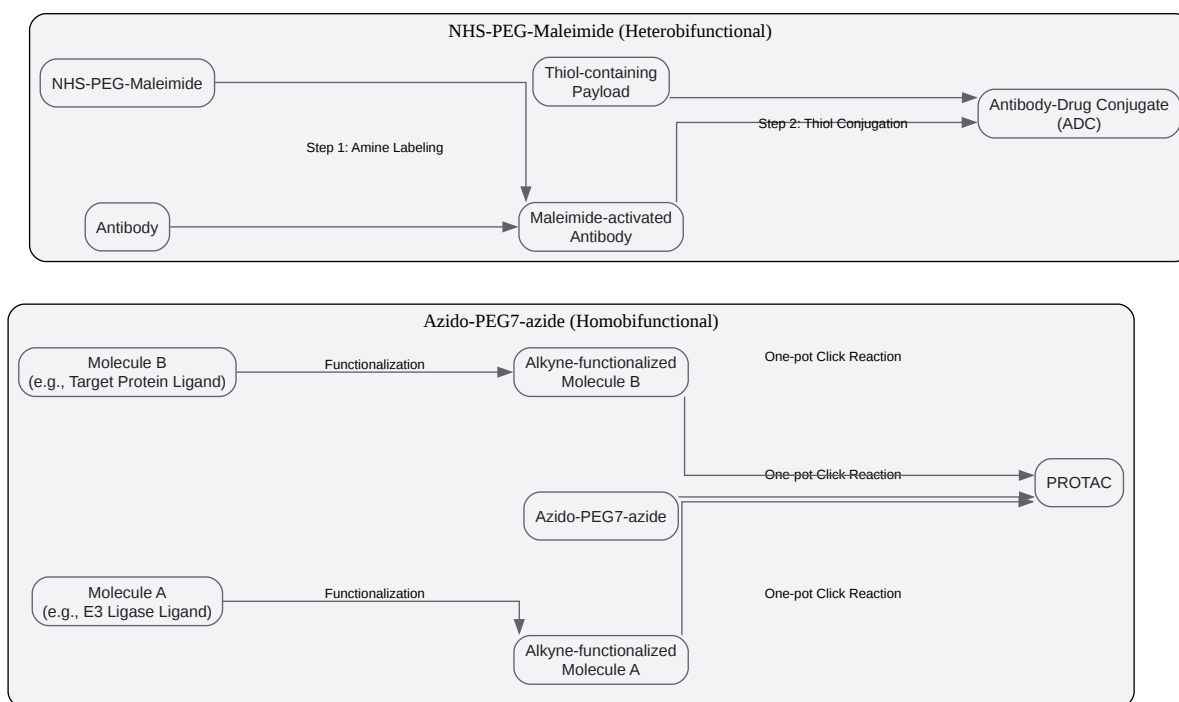 NHS-PEG-Maleimide (Heterobifunctional)
NHS-PEG-Maleimide
Thiol-containing
Payload
Antibody-Drug Conjugate
(ADC)
Step 2: Thiol Conjugation
Step 1: Amine Labeling
Antibody
Maleimide-activated
Antibody
Azido-PEG7-azide (Homobifunctional)
Molecule B
(e.g., Target Protein Ligand)
Functionalization
Alkyne-functionalized
Molecule B
One-pot Click Reaction
One-pot Click Reaction
PROTAC
Azido-PEG7-azide
Molecule A
(e.g., E3 Ligase Ligand)
Functionalization
One-pot Click Reaction
Alkyne-functionalized
Molecule A